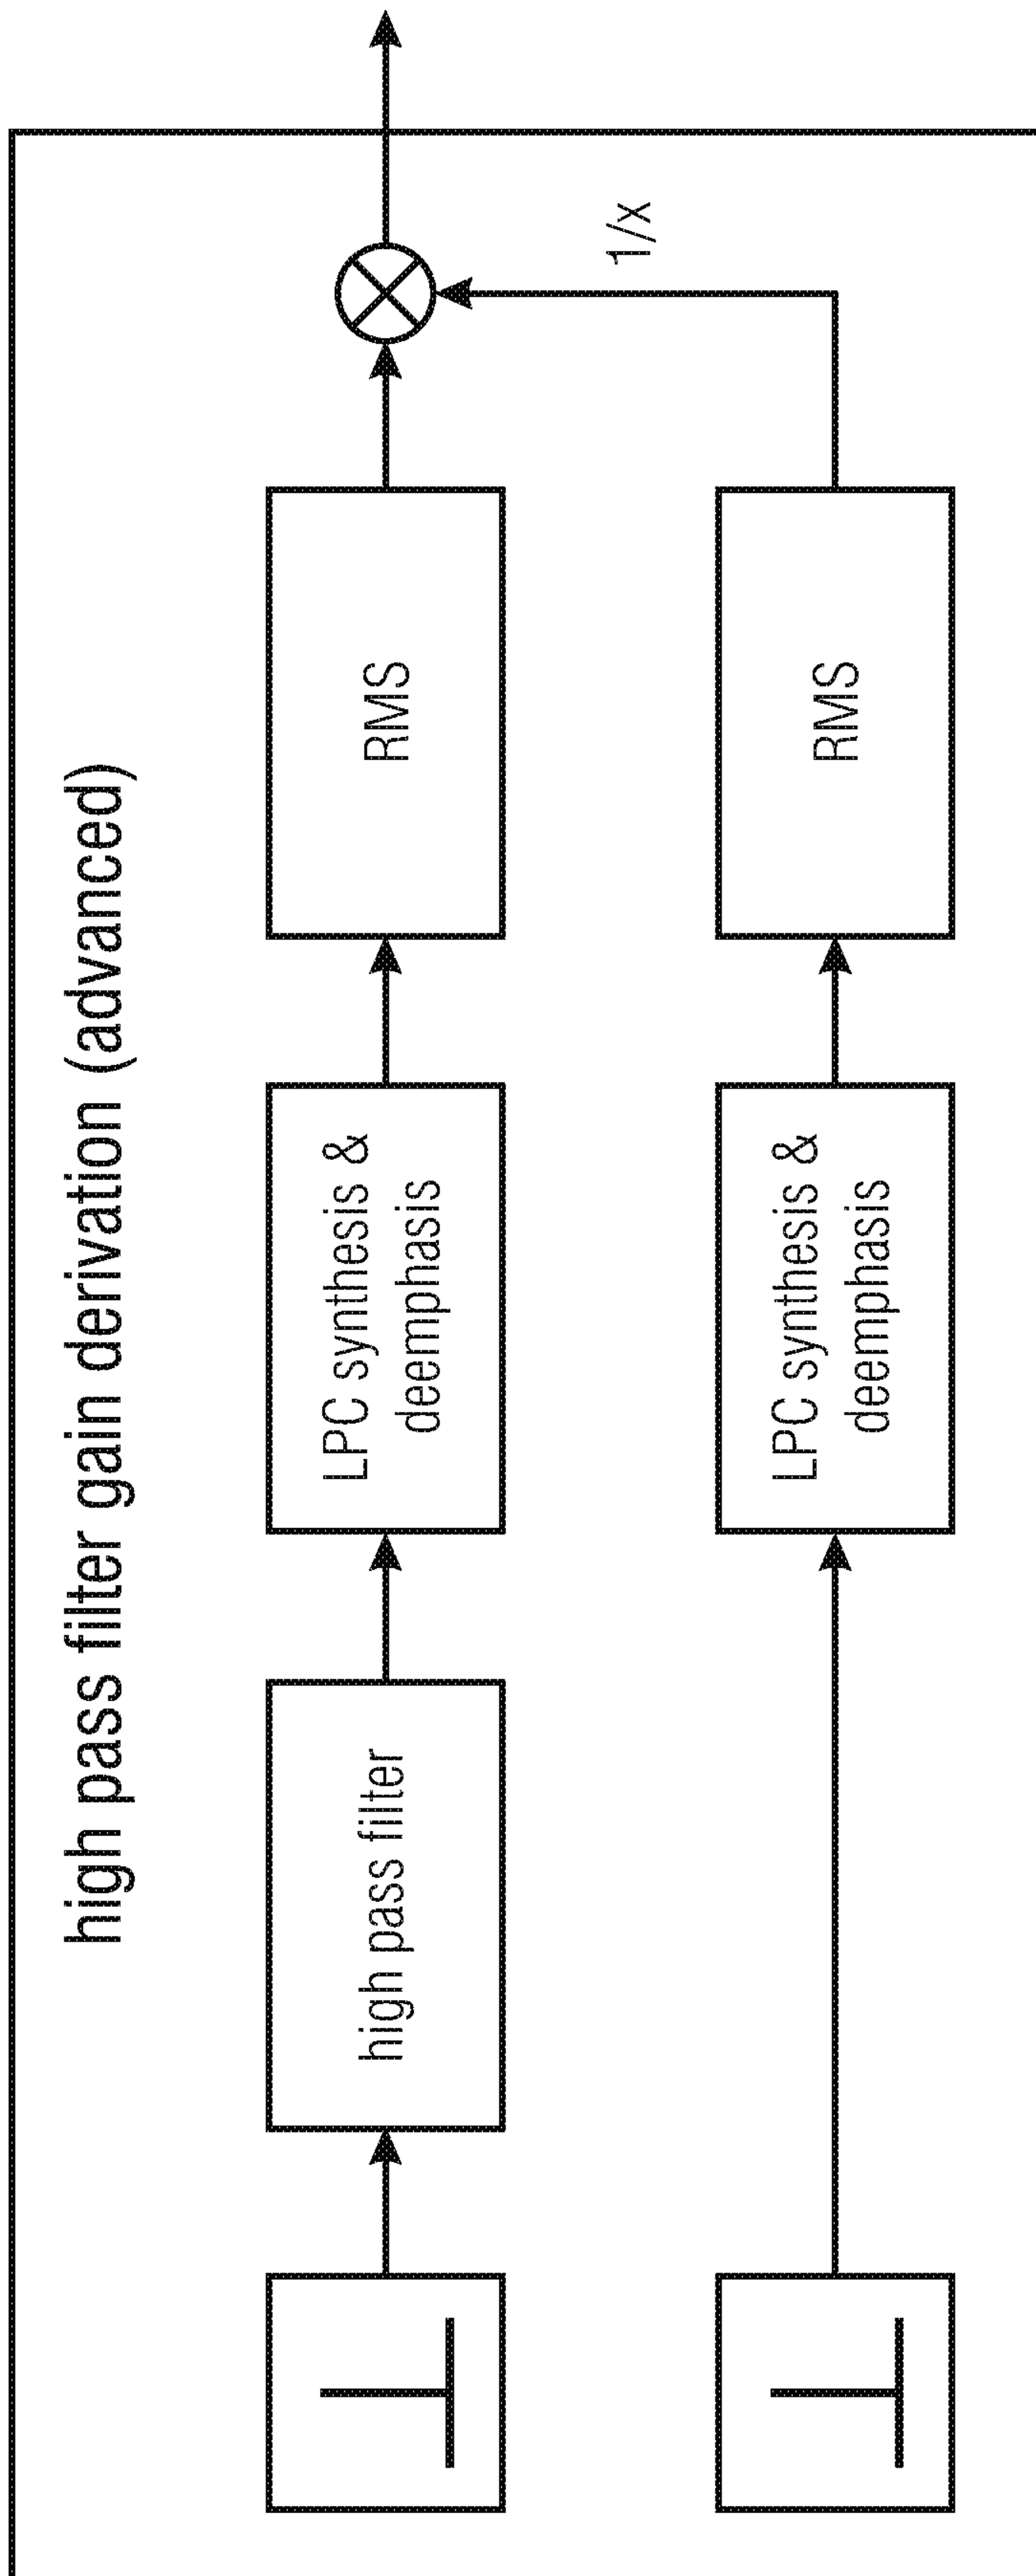 high pass filter gain derivation (advanced)
high pass filter
LPC synthesis &
deemphasis
RMS
1/x
LPC synthesis &
deemphasis
RMS